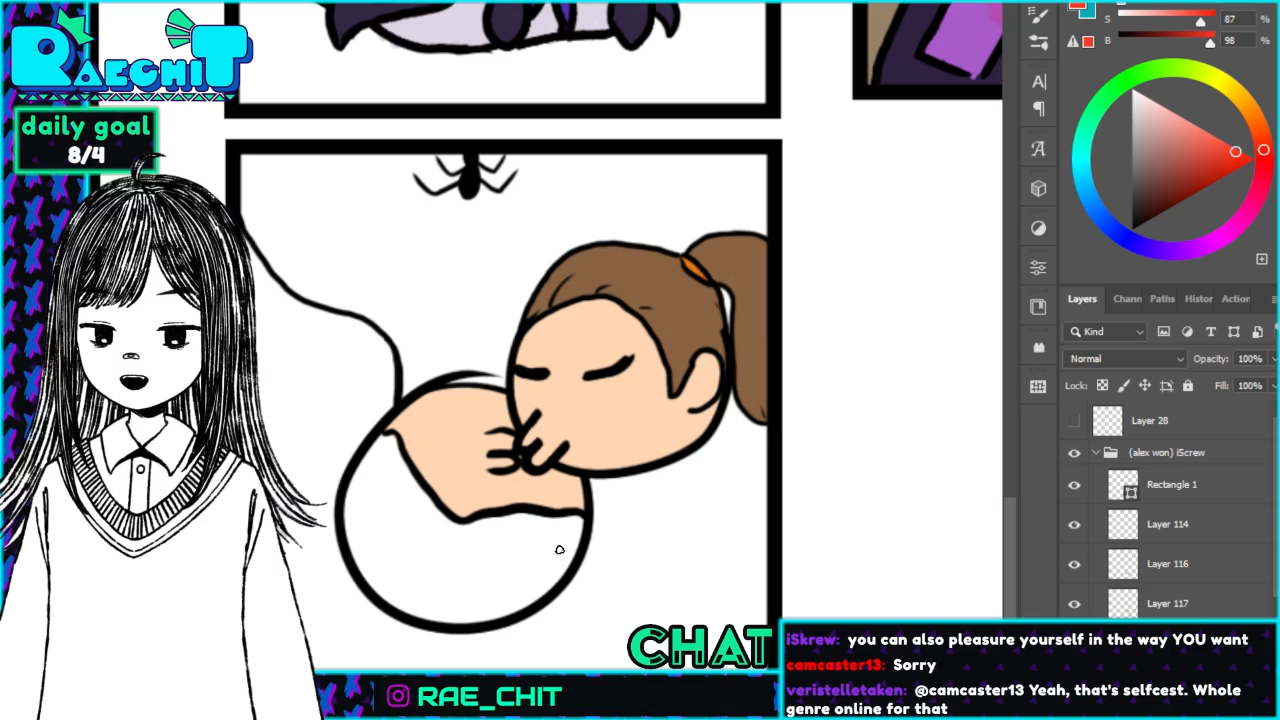 RAECHIT
daily goal
8/4
S 87 %
B 98 %
Layers Chann Paths Histor Action
Kind
Normal Opacity: 100%
Lock: Fill: 100%
Layer 28
(alex won) iScrew
Rectangle 1
Layer 114
Layer 116
Layer 117
CHAT
RAE_CHIT
iSkrew: you can also pleasure yourself in the way YOU want
camcaster13: Sorry
veristelletaken: @camcaster13 Yeah, that's selfcest. Whole
genre online for that